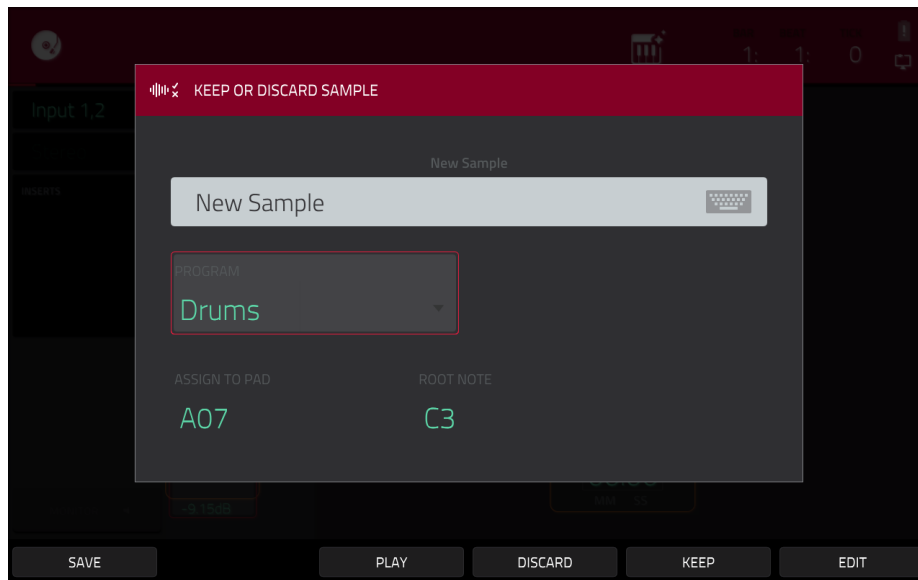 1: 1: 0
KEEP OR DISCARD SAMPLE
Input 1,2
New Sample
INSERTS
New Sample
PROGRAM
Drums
ASSIGN TO PAD ROOT NOTE
A07 C3
-9.15dB
MM SS
SAVE PLAY DISCARD KEEP EDIT